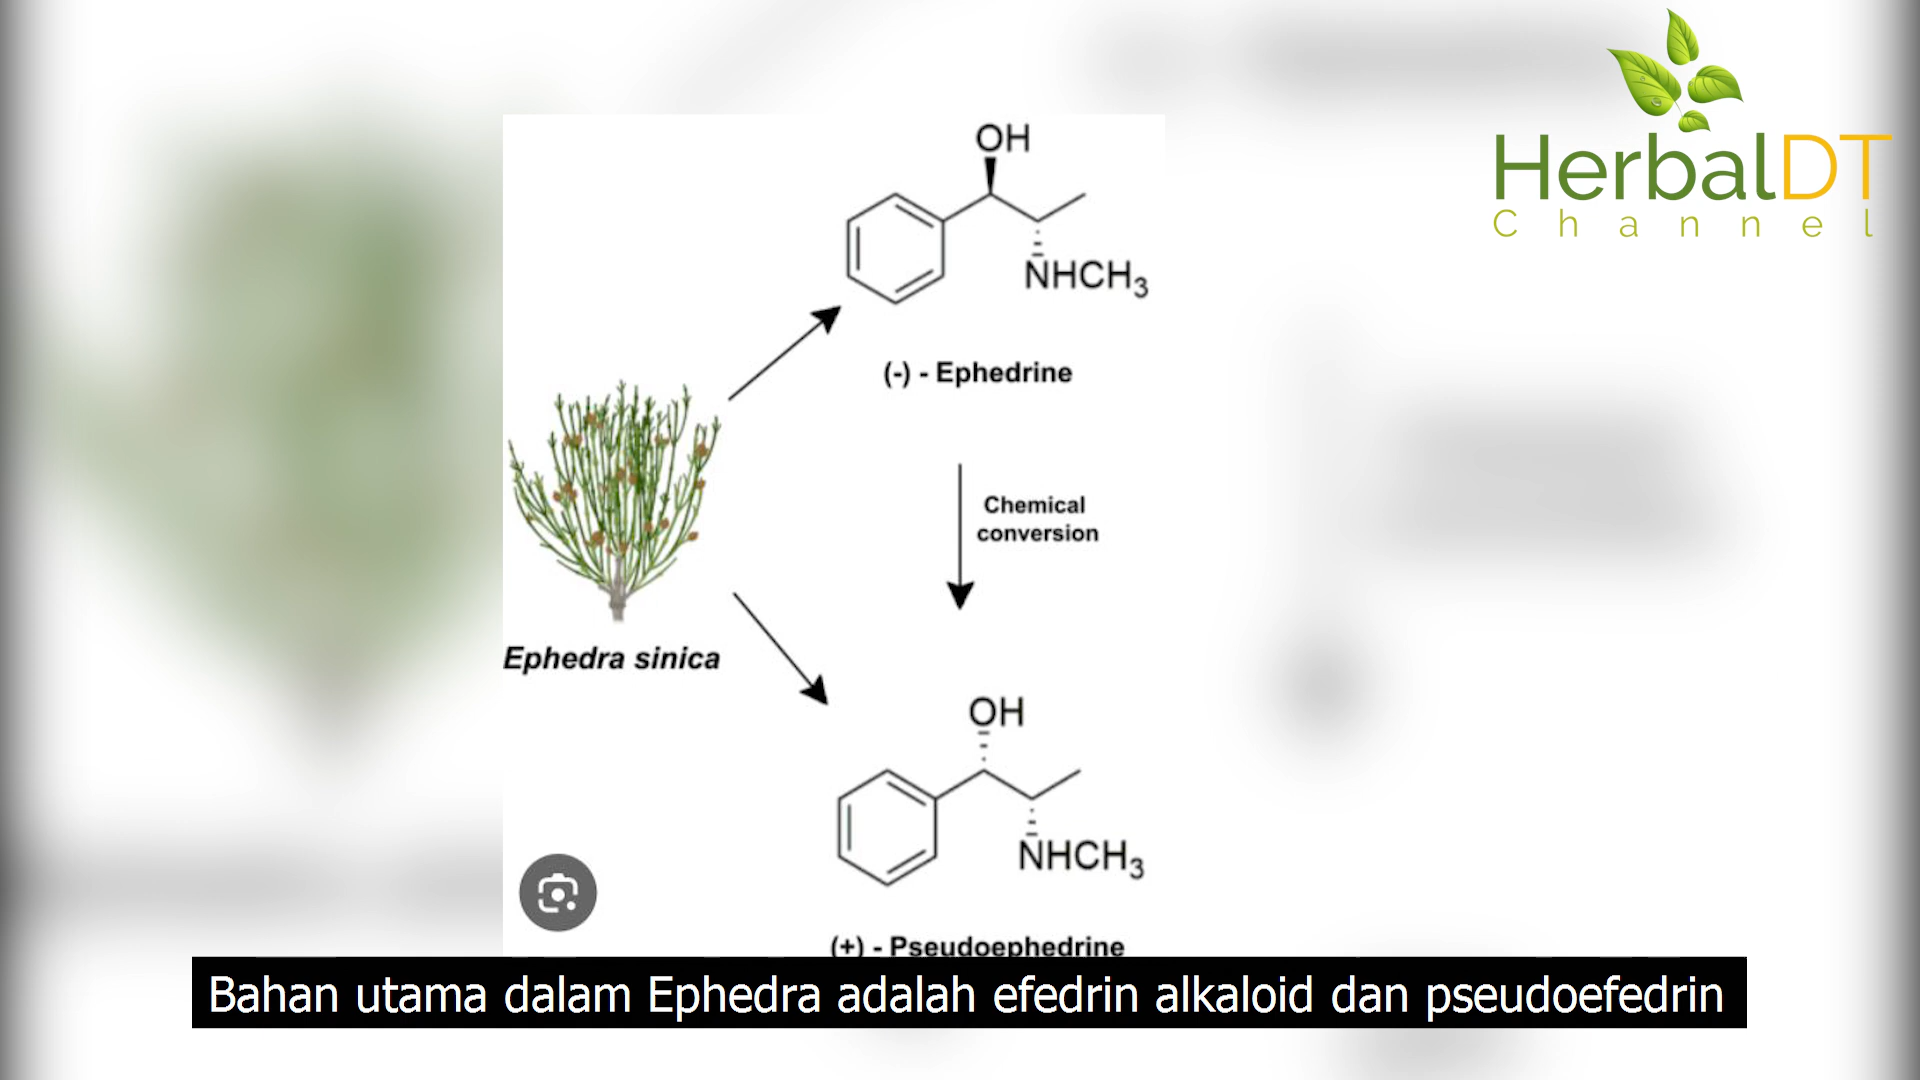 HerbalDT
Channel
OH
NHCH3
(-) - Ephedrine
Chemical
conversion
Ephedra sinica
OH
NHCH3
(+) - Pseudoephedrine
Bahan utama dalam Ephedra adalah efedrin alkaloid dan pseudoefedrin